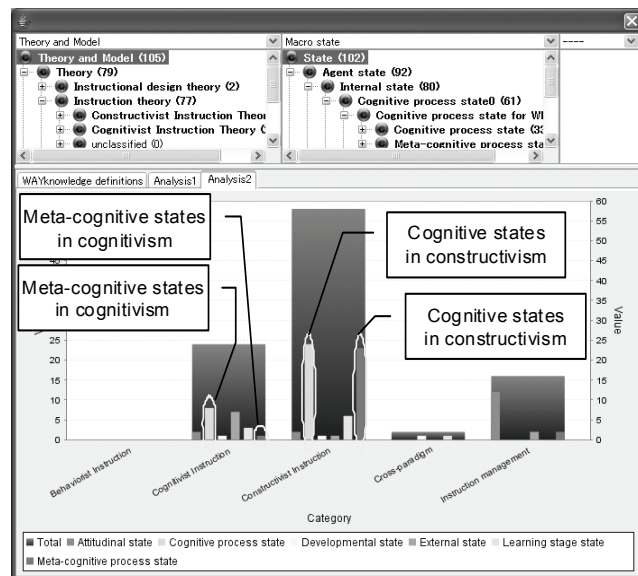 Theory and Model
Macro state
----
Theory and Model (105)
Theory (79)
Instructional design theory (2)
Instruction theory (77)
Constructivist Instruction Theor
Cognitivist Instruction Theory (
unclassified (0)
State (102)
Agent state (92)
Internal state (80)
Cognitive process state0 (61)
Cognitive process state for WI
Cognitive process state (33
Meta-cognitive process sta
WAYknowledge definitions
Analysis1
Analysis2
Meta-cognitive states
in cognitivism
Meta-cognitive states
in cognitivism
Cognitive states
in constructivism
Cognitive states
in constructivism
25
20
15
10
5
0
60
55
50
45
40
35
30
25
20
15
10
5
0
Value
Behaviorist Instruction
Cognitivist Instruction
Constructivist Instruction
Cross-paradigm
Instruction management
Category
Total Attitudinal state Cognitive process state Developmental state External state Learning stage state
Meta-cognitive process state